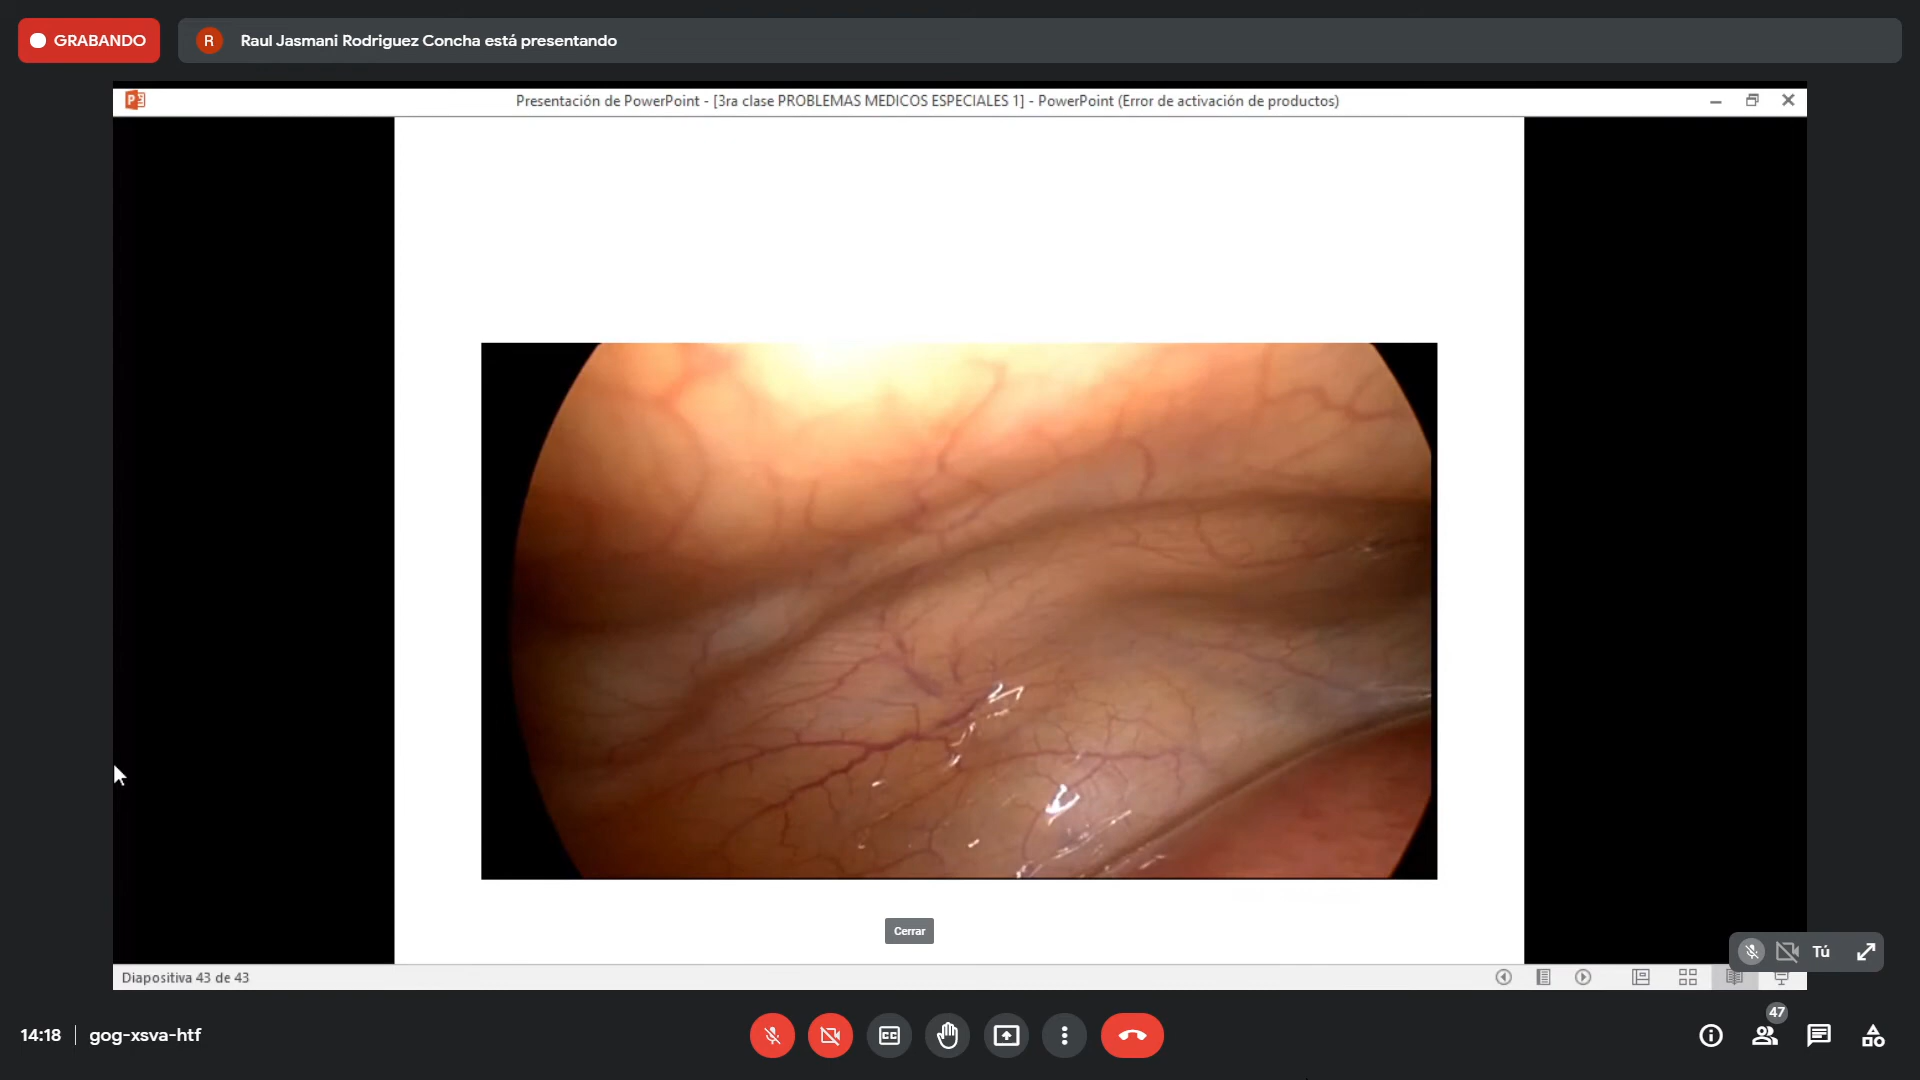 GRABANDO
R
Raul Jasmani Rodriguez Concha está presentando
Presentación de PowerPoint - [3ra clase PROBLEMAS MEDICOS ESPECIALES 1] - PowerPoint (Error de activación de productos)
Cerrar
Tú
Diapositiva 43 de 43
47
14:18
gog-xsva-htf
CC